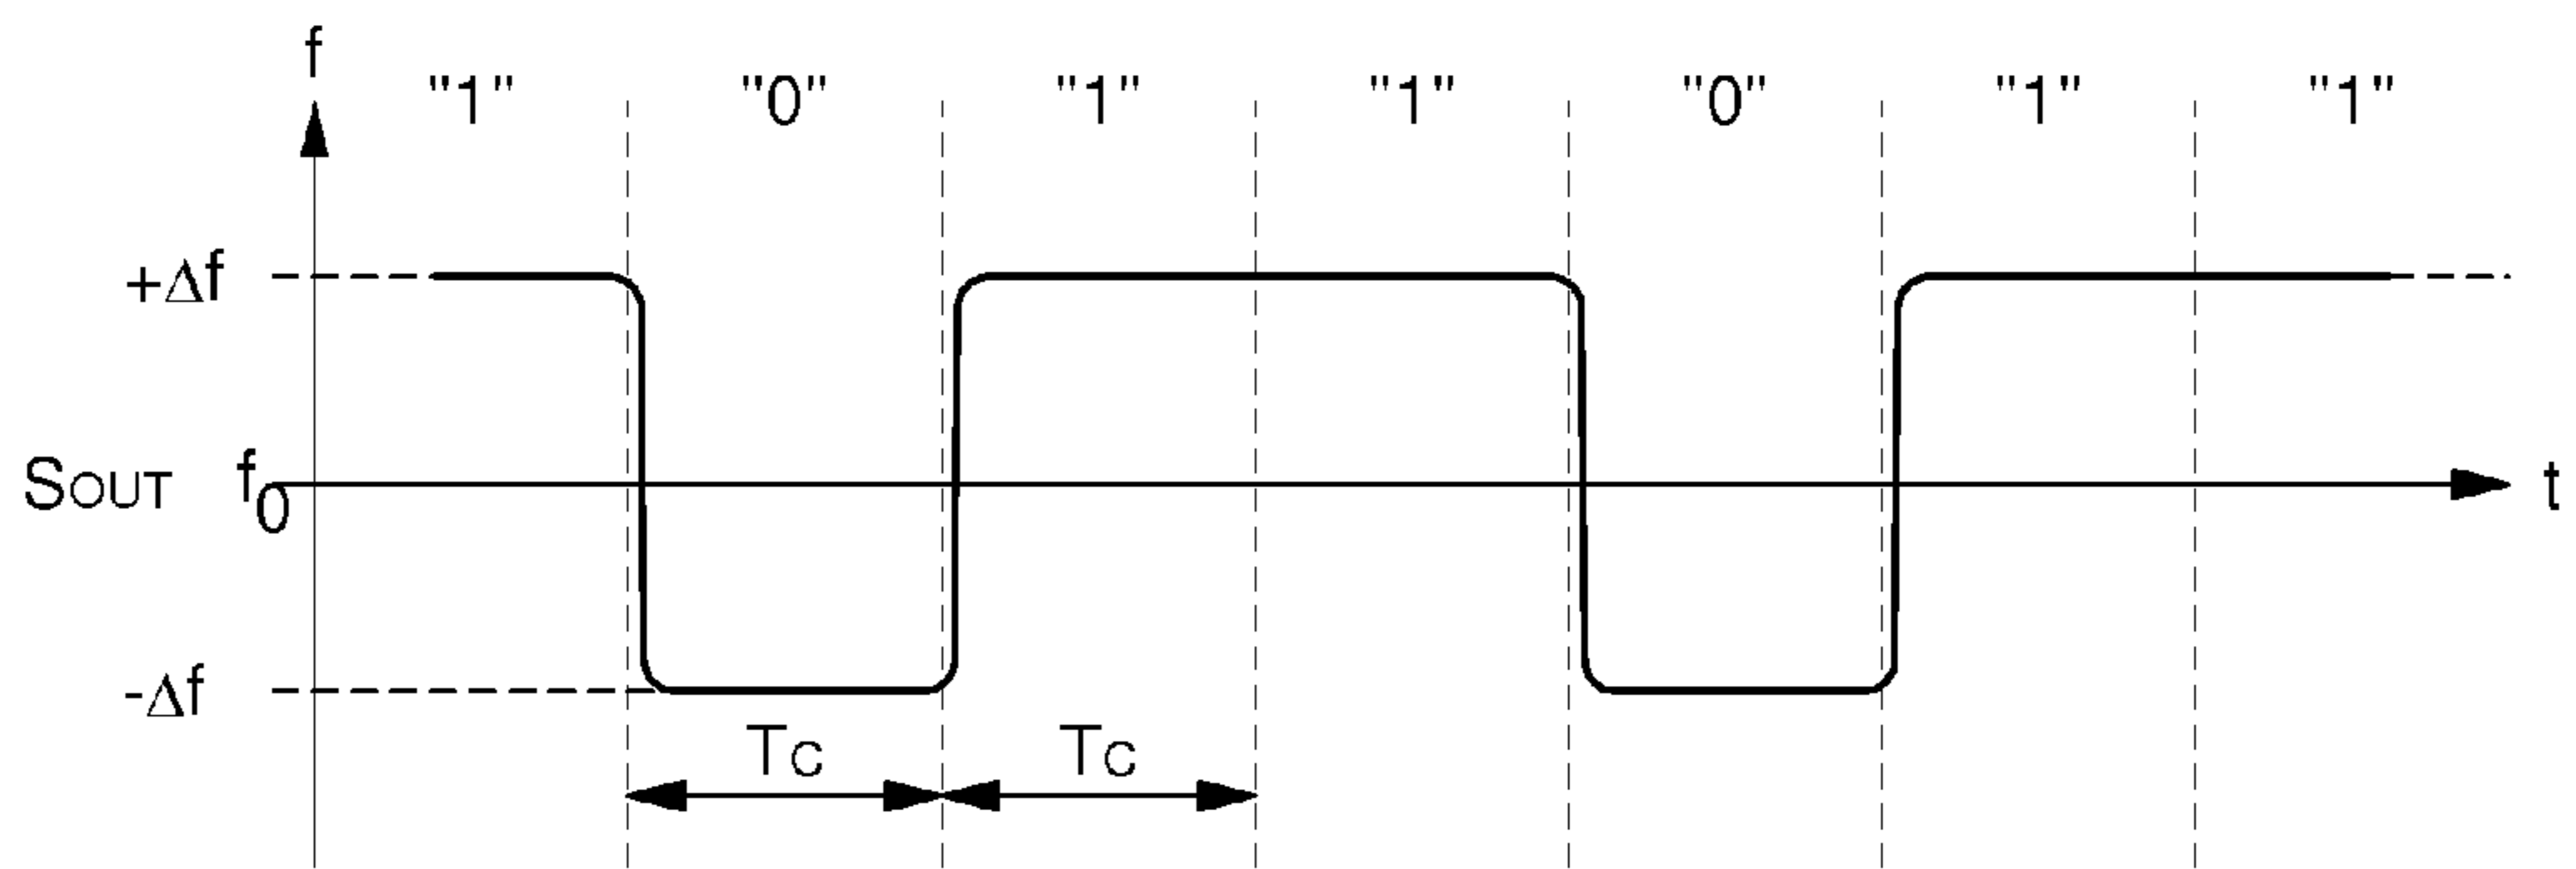 f
"1" "0" "1" "1" "0" "1" "1"
+Δf
SOUT f0 t
-Δf
TC TC